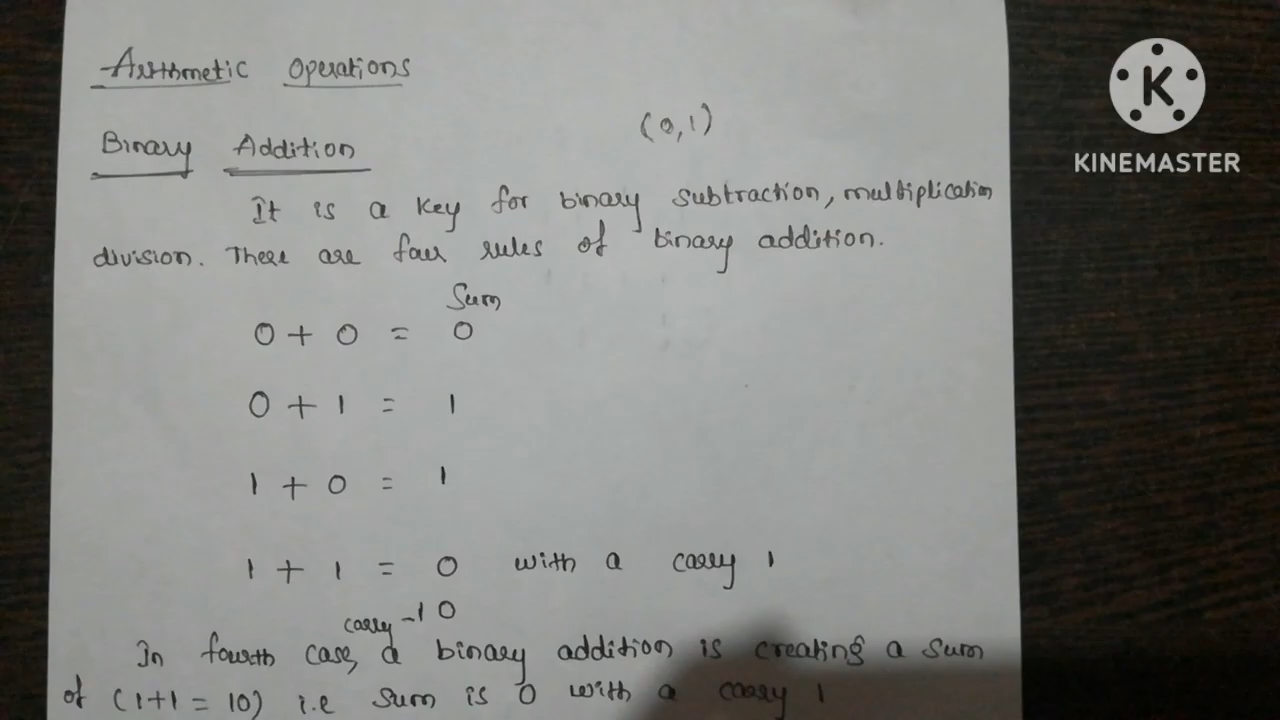 Arithmetic Operations
(0,1)
Binary Addition
It is a key for binary subtraction, multiplication
division. There are four rules of binary addition.
Sum
0 + 0 = 0
0 + 1 = 1
1 + 0 = 1
1 + 1 = 0 with a carry 1
carry -1 0
In fourth case, a binary addition is creating a sum
of (1+1 = 10) i.e sum is 0 with a carry 1
K
KINEMASTER